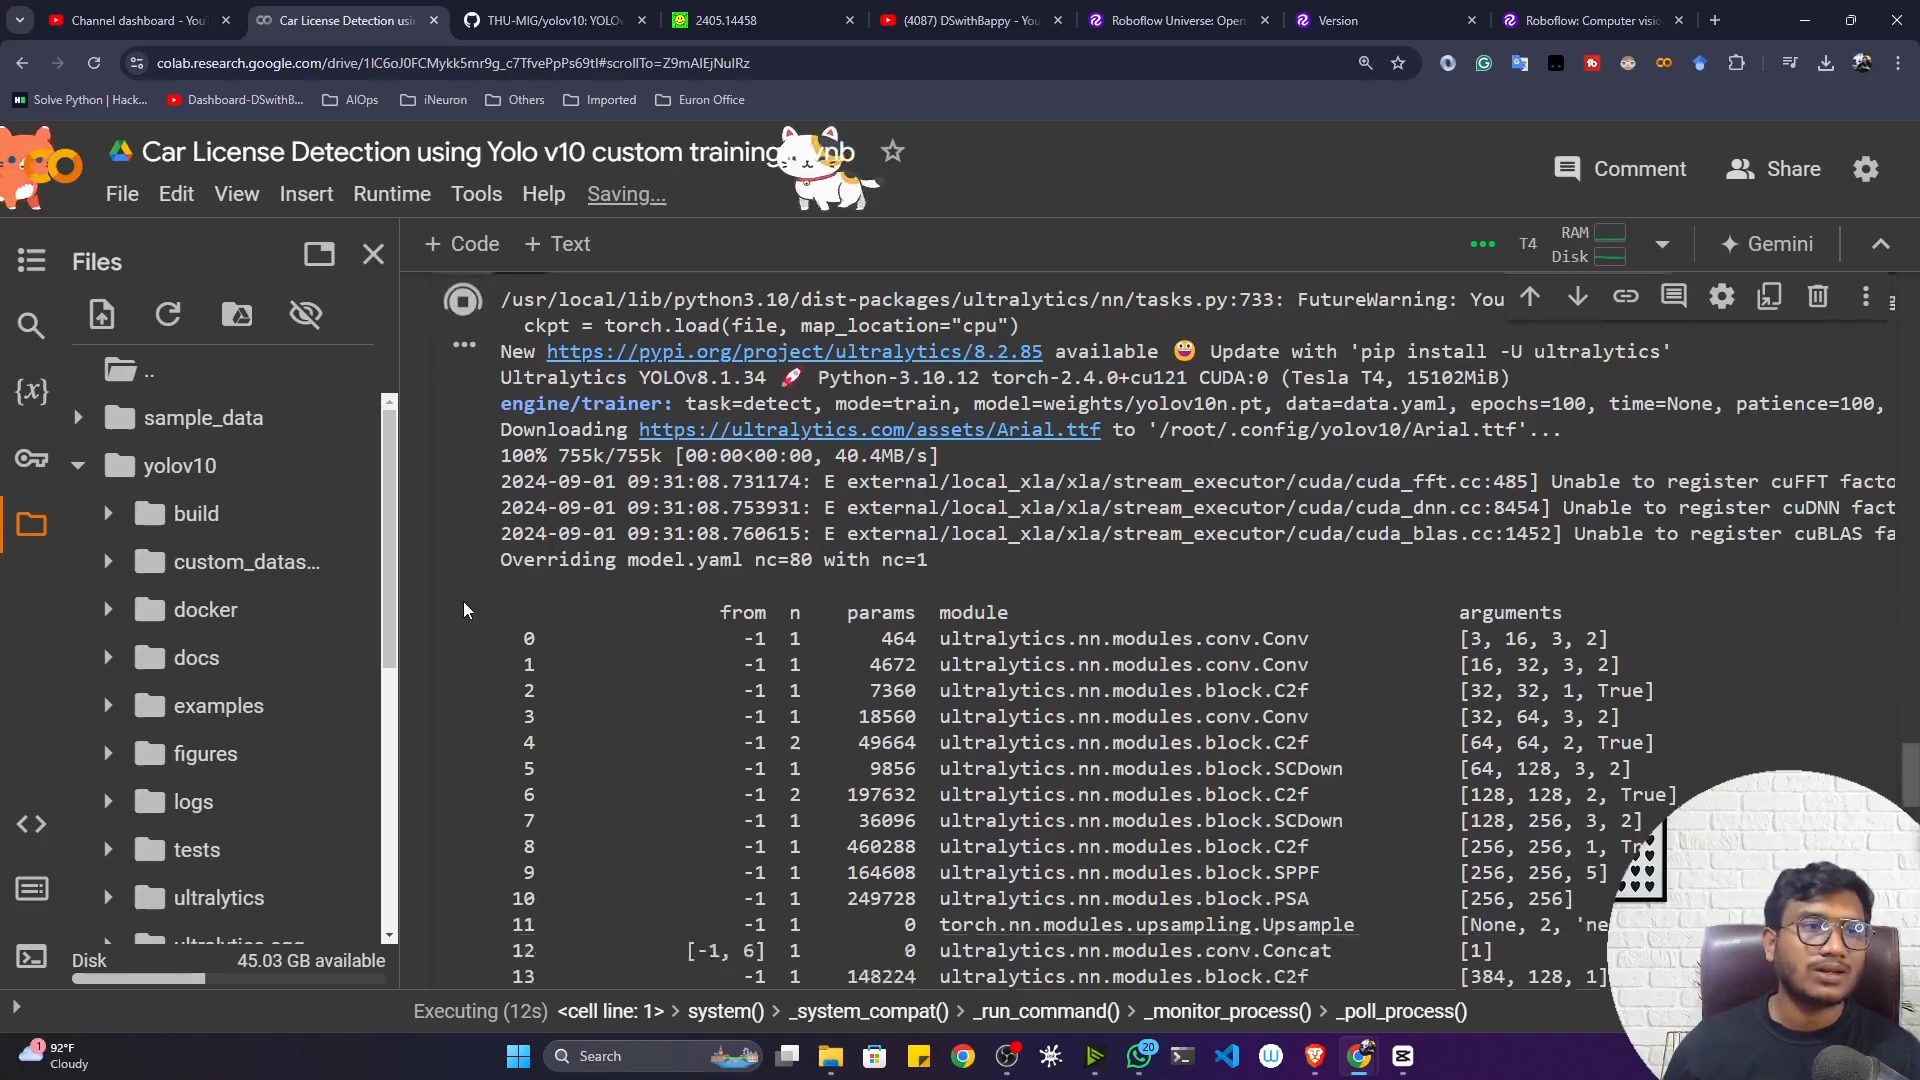 Channel dashboard - You
Car License Detection usin
THU-MIG/yolov10: YOLOv
2405.14458
(4087) DSwithBappy - You
Roboflow Universe: Open
Version
Roboflow: Computer visio
colab.research.google.com/drive/1IC6oJ0FCMykk5mr9g_c7TfvePpPs69tI#scrollTo=Z9mAIEjNuIRz
Solve Python | Hack...
Dashboard-DSwithB...
AIOps
iNeuron
Others
Imported
Euron Office
Car License Detection using Yolo v10 custom training
nb
File Edit View Insert Runtime Tools Help Saving...
Comment
Share
+ Code + Text
T4
RAM
Disk
Gemini
Files
..
sample_data
yolov10
build
custom_datas...
docker
docs
examples
figures
logs
tests
ultralytics
Disk 45.03 GB available
/usr/local/lib/python3.10/dist-packages/ultralytics/nn/tasks.py:733: FutureWarning: You
ckpt = torch.load(file, map_location="cpu")
New https://pypi.org/project/ultralytics/8.2.85 available 😃 Update with 'pip install -U ultralytics'
Ultralytics YOLOv8.1.34 🚀 Python-3.10.12 torch-2.4.0+cu121 CUDA:0 (Tesla T4, 15102MiB)
engine/trainer: task=detect, mode=train, model=weights/yolov10n.pt, data=data.yaml, epochs=100, time=None, patience=100,
Downloading https://ultralytics.com/assets/Arial.ttf to '/root/.config/yolov10/Arial.ttf'...
100% 755k/755k [00:00<00:00, 40.4MB/s]
2024-09-01 09:31:08.731174: E external/local_xla/xla/stream_executor/cuda/cuda_fft.cc:485] Unable to register cuFFT facto
2024-09-01 09:31:08.753931: E external/local_xla/xla/stream_executor/cuda/cuda_dnn.cc:8454] Unable to register cuDNN fact
2024-09-01 09:31:08.760615: E external/local_xla/xla/stream_executor/cuda/cuda_blas.cc:1452] Unable to register cuBLAS fa
Overriding model.yaml nc=80 with nc=1
from n params module arguments
0 -1 1 464 ultralytics.nn.modules.conv.Conv [3, 16, 3, 2]
1 -1 1 4672 ultralytics.nn.modules.conv.Conv [16, 32, 3, 2]
2 -1 1 7360 ultralytics.nn.modules.block.C2f [32, 32, 1, True]
3 -1 1 18560 ultralytics.nn.modules.conv.Conv [32, 64, 3, 2]
4 -1 2 49664 ultralytics.nn.modules.block.C2f [64, 64, 2, True]
5 -1 1 9856 ultralytics.nn.modules.block.SCDown [64, 128, 3, 2]
6 -1 2 197632 ultralytics.nn.modules.block.C2f [128, 128, 2, True]
7 -1 1 36096 ultralytics.nn.modules.block.SCDown [128, 256, 3, 2]
8 -1 1 460288 ultralytics.nn.modules.block.C2f [256, 256, 1, Tr
9 -1 1 164608 ultralytics.nn.modules.block.SPPF [256, 256, 5]
10 -1 1 249728 ultralytics.nn.modules.block.PSA [256, 256]
11 -1 1 0 torch.nn.modules.upsampling.Upsample [None, 2, 'ne
12 [-1, 6] 1 0 ultralytics.nn.modules.conv.Concat [1]
13 -1 1 148224 ultralytics.nn.modules.block.C2f [384, 128, 1]
Executing (12s) <cell line: 1> > system() > _system_compat() > _run_command() > _monitor_process() > _poll_process()
1
92°F
Cloudy
Search
20